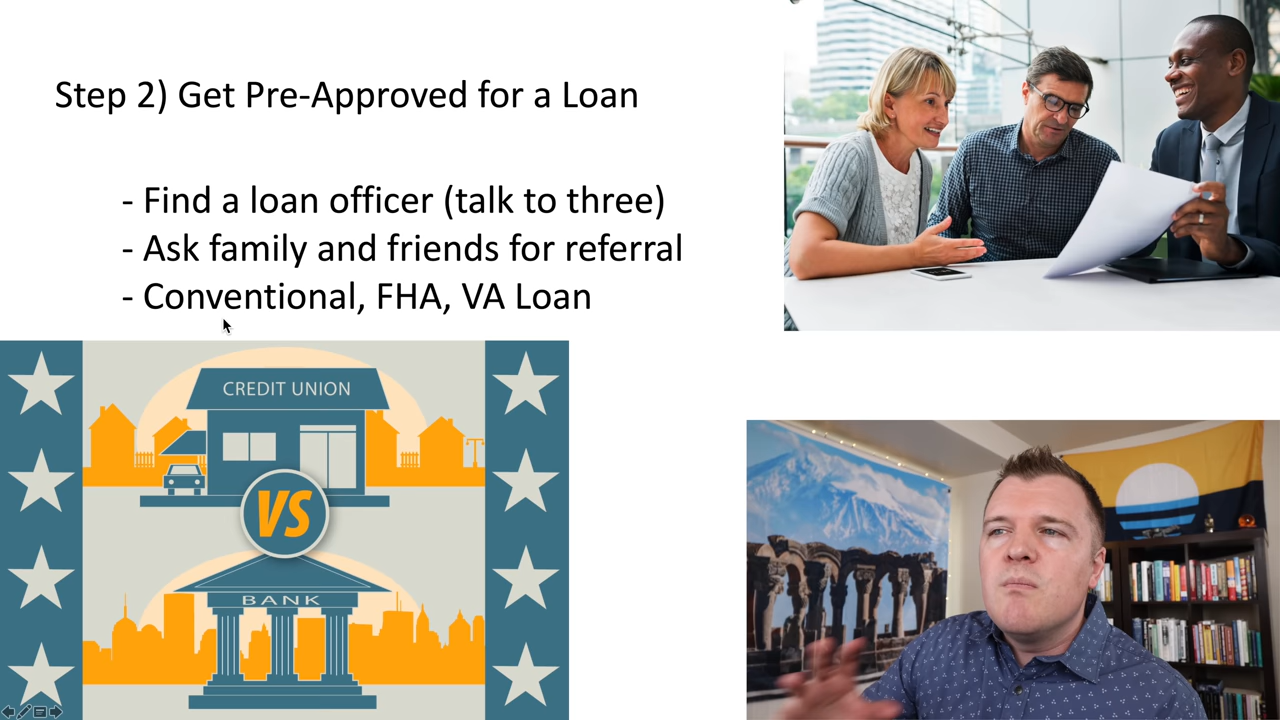 Step 2) Get Pre-Approved for a Loan
- Find a loan officer (talk to three)
- Ask family and friends for referral
- Conventional, FHA, VA Loan
CREDIT UNION
VS
BANK